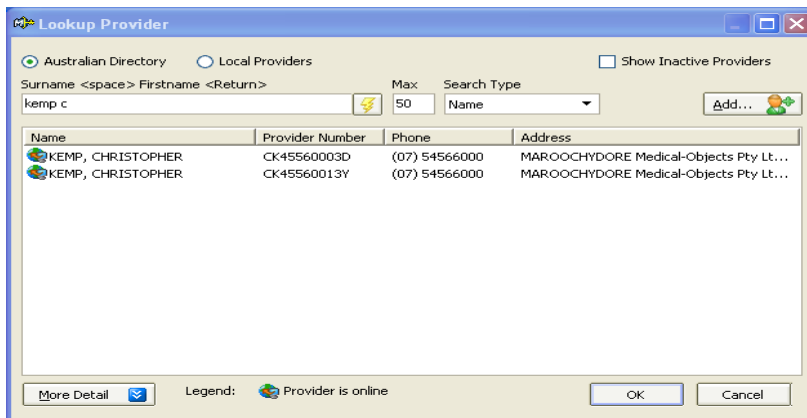 Lookup Provider
Australian Directory Local Providers Show Inactive Providers
Surname <space> Firstname <Return> Max Search Type
kemp c 50 Name Add...
Name Provider Number Phone Address
KEMP, CHRISTOPHER CK45560003D (07) 54566000 MAROOCHYDORE Medical-Objects Pty Lt...
KEMP, CHRISTOPHER CK45560013Y (07) 54566000 MAROOCHYDORE Medical-Objects Pty Lt...
More Detail Legend: Provider is online OK Cancel